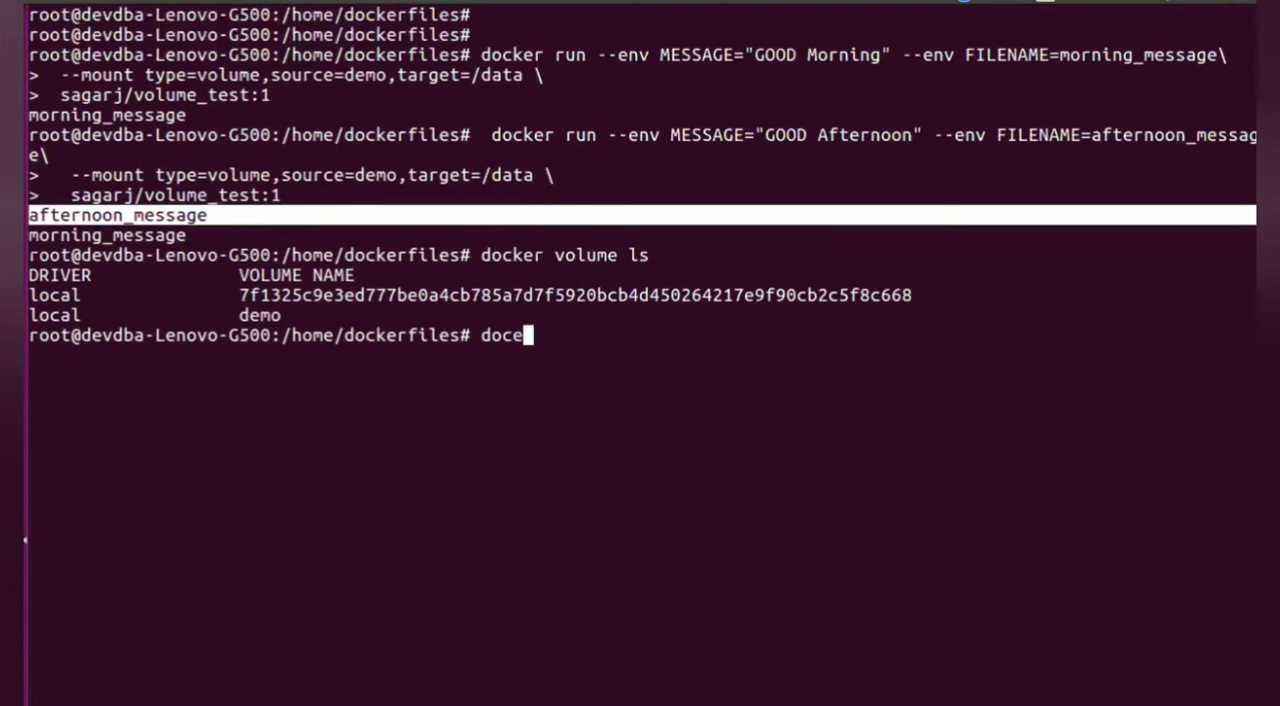 root@devdba-Lenovo-G500:/home/dockerfiles#
root@devdba-Lenovo-G500:/home/dockerfiles#
root@devdba-Lenovo-G500:/home/dockerfiles# docker run --env MESSAGE="GOOD Morning" --env FILENAME=morning_message\
>  --mount type=volume,source=demo,target=/data \
>  sagarj/volume_test:1
morning_message
root@devdba-Lenovo-G500:/home/dockerfiles#  docker run --env MESSAGE="GOOD Afternoon" --env FILENAME=afternoon_messag
e\
>   --mount type=volume,source=demo,target=/data \
>   sagarj/volume_test:1
afternoon_message
morning_message
root@devdba-Lenovo-G500:/home/dockerfiles# docker volume ls
DRIVER              VOLUME NAME
local               7f1325c9e3ed777be0a4cb785a7d7f5920bcb4d450264217e9f90cb2c5f8c668
local               demo
root@devdba-Lenovo-G500:/home/dockerfiles# doce